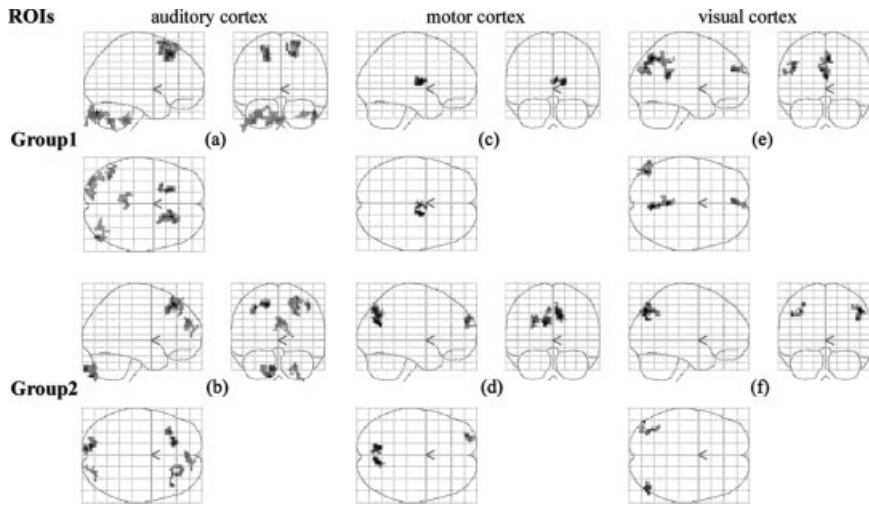 ROIs auditory cortex motor cortex visual cortex
(a) (c) (e)
Group1
(b) (d) (f)
Group2